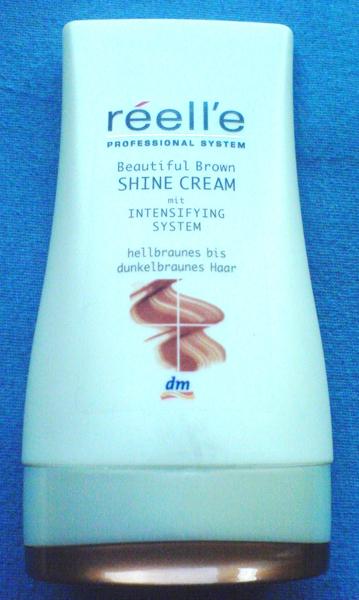 réell'e
PROFESSIONAL SYSTEM
Beautiful Brown
SHINE CREAM
mit
INTENSIFYING
SYSTEM
hellbraunes bis
dunkelbraunes Haar
dm